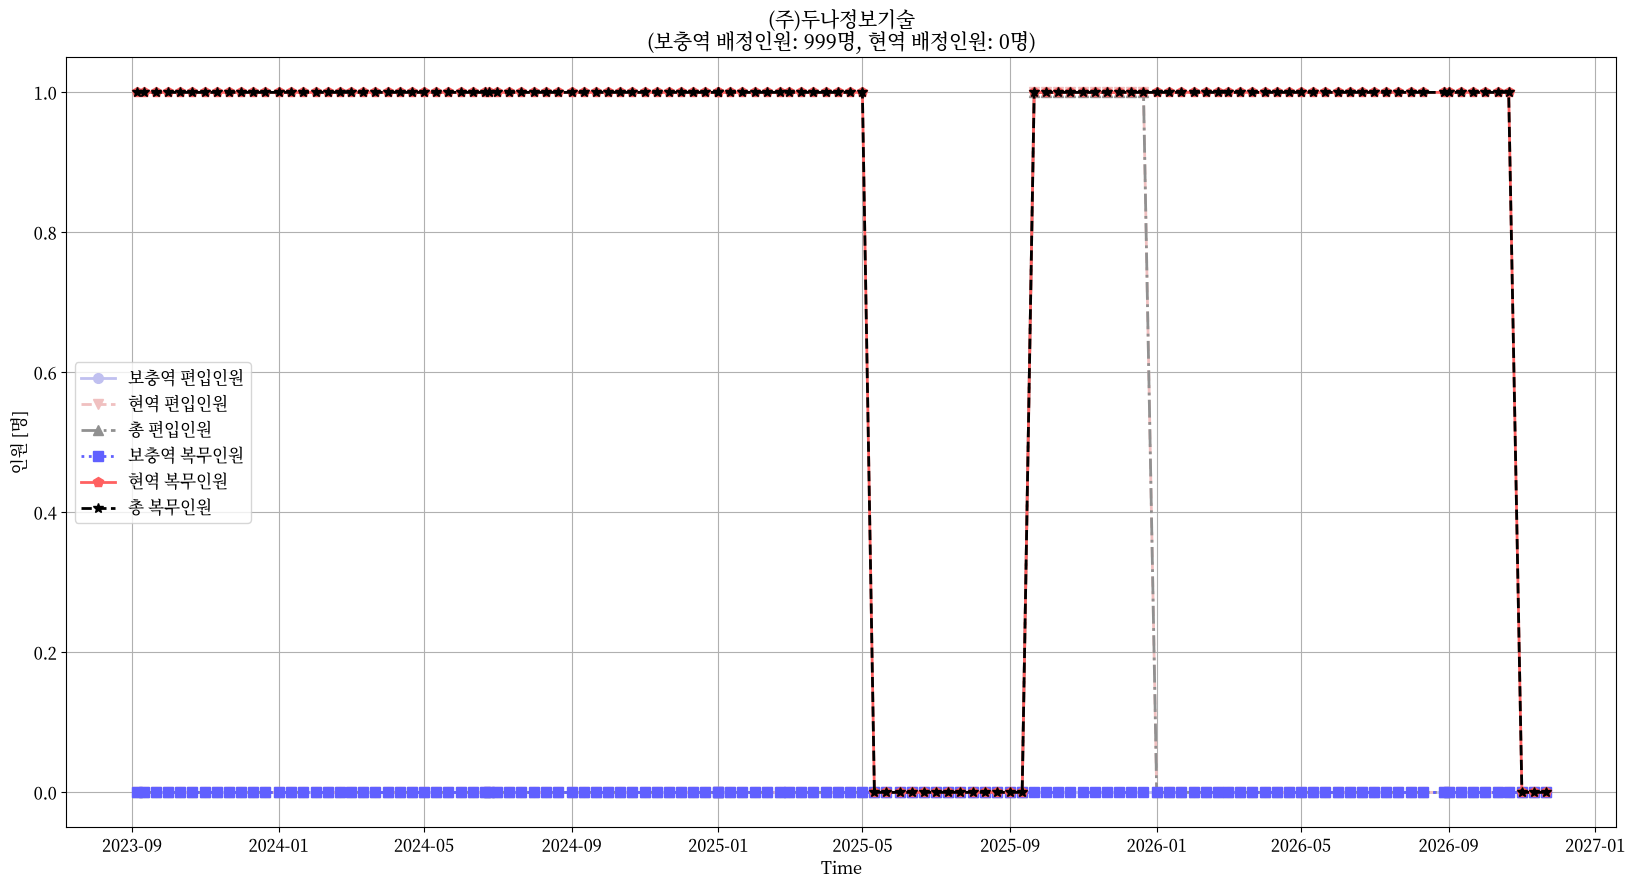 (주)두나정보기술
(보충역 배정인원: 999명, 현역 배정인원: 0명)
1.0
0.8
0.6
0.4
0.2
0.0
인원 [명]
보충역 편입인원
현역 편입인원
총 편입인원
보충역 복무인원
현역 복무인원
총 복무인원
2023-09 2024-01 2024-05 2024-09 2025-01 2025-05 2025-09 2026-01 2026-05 2026-09 2027-01
Time